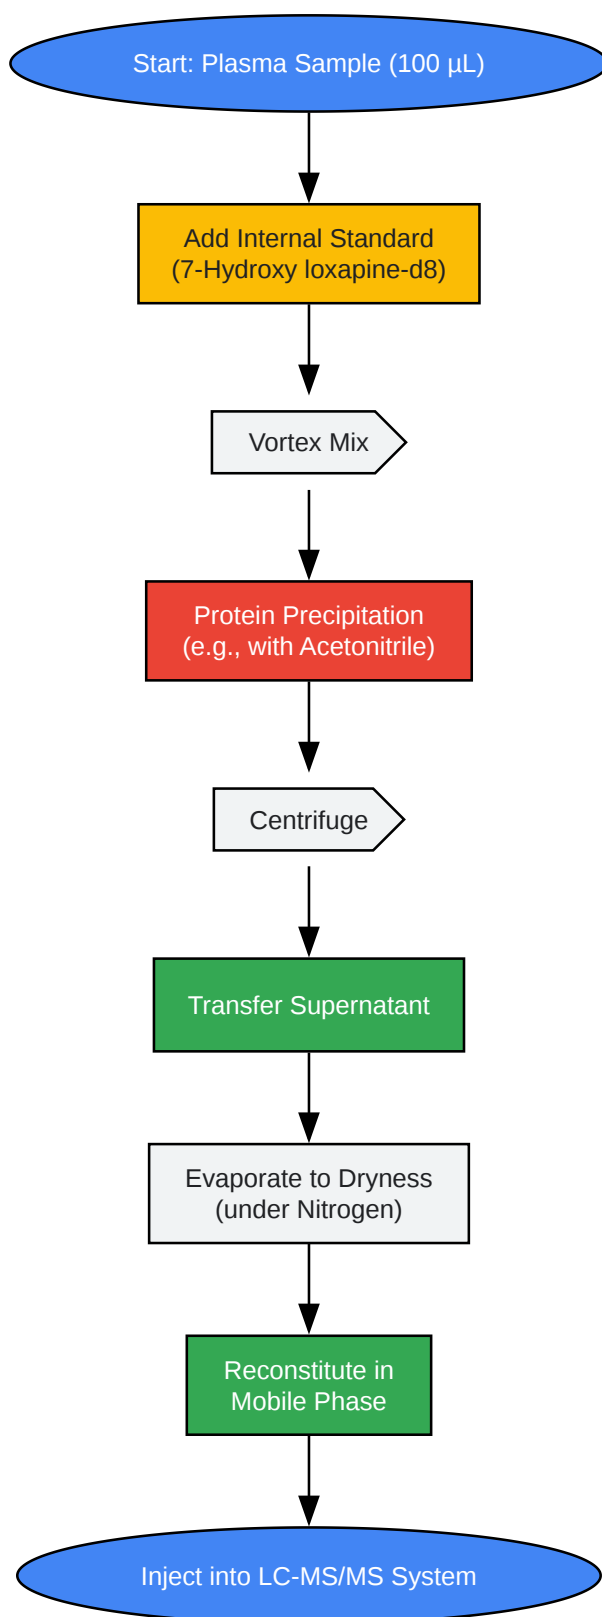 Start: Plasma Sample (100 µL)
Add Internal Standard
(7-Hydroxy loxapine-d8)
Vortex Mix
Protein Precipitation
(e.g., with Acetonitrile)
Centrifuge
Transfer Supernatant
Evaporate to Dryness
(under Nitrogen)
Reconstitute in
Mobile Phase
Inject into LC-MS/MS System